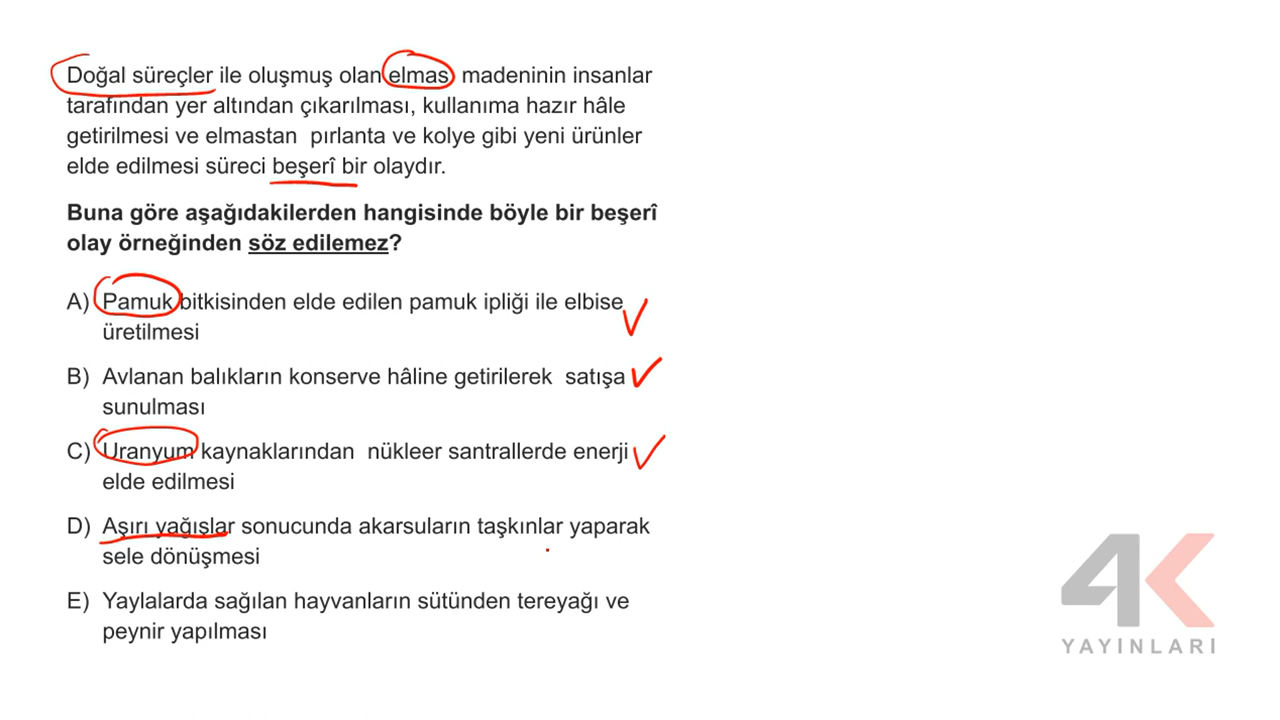 Doğal süreçler ile oluşmuş olan elmas madeninin insanlar
tarafından yer altından çıkarılması, kullanıma hazır hâle
getirilmesi ve elmastan pırlanta ve kolye gibi yeni ürünler
elde edilmesi süreci beşerî bir olaydır.
Buna göre aşağıdakilerden hangisinde böyle bir beşerî
olay örneğinden söz edilemez?
A) Pamuk bitkisinden elde edilen pamuk ipliği ile elbise
üretilmesi
B) Avlanan balıkların konserve hâline getirilerek satışa
sunulması
C) Uranyum kaynaklarından nükleer santrallerde enerji
elde edilmesi
D) Aşırı yağışlar sonucunda akarsuların taşkınlar yaparak
sele dönüşmesi
E) Yaylalarda sağılan hayvanların sütünden tereyağı ve
peynir yapılması
4K
YAYINLARI